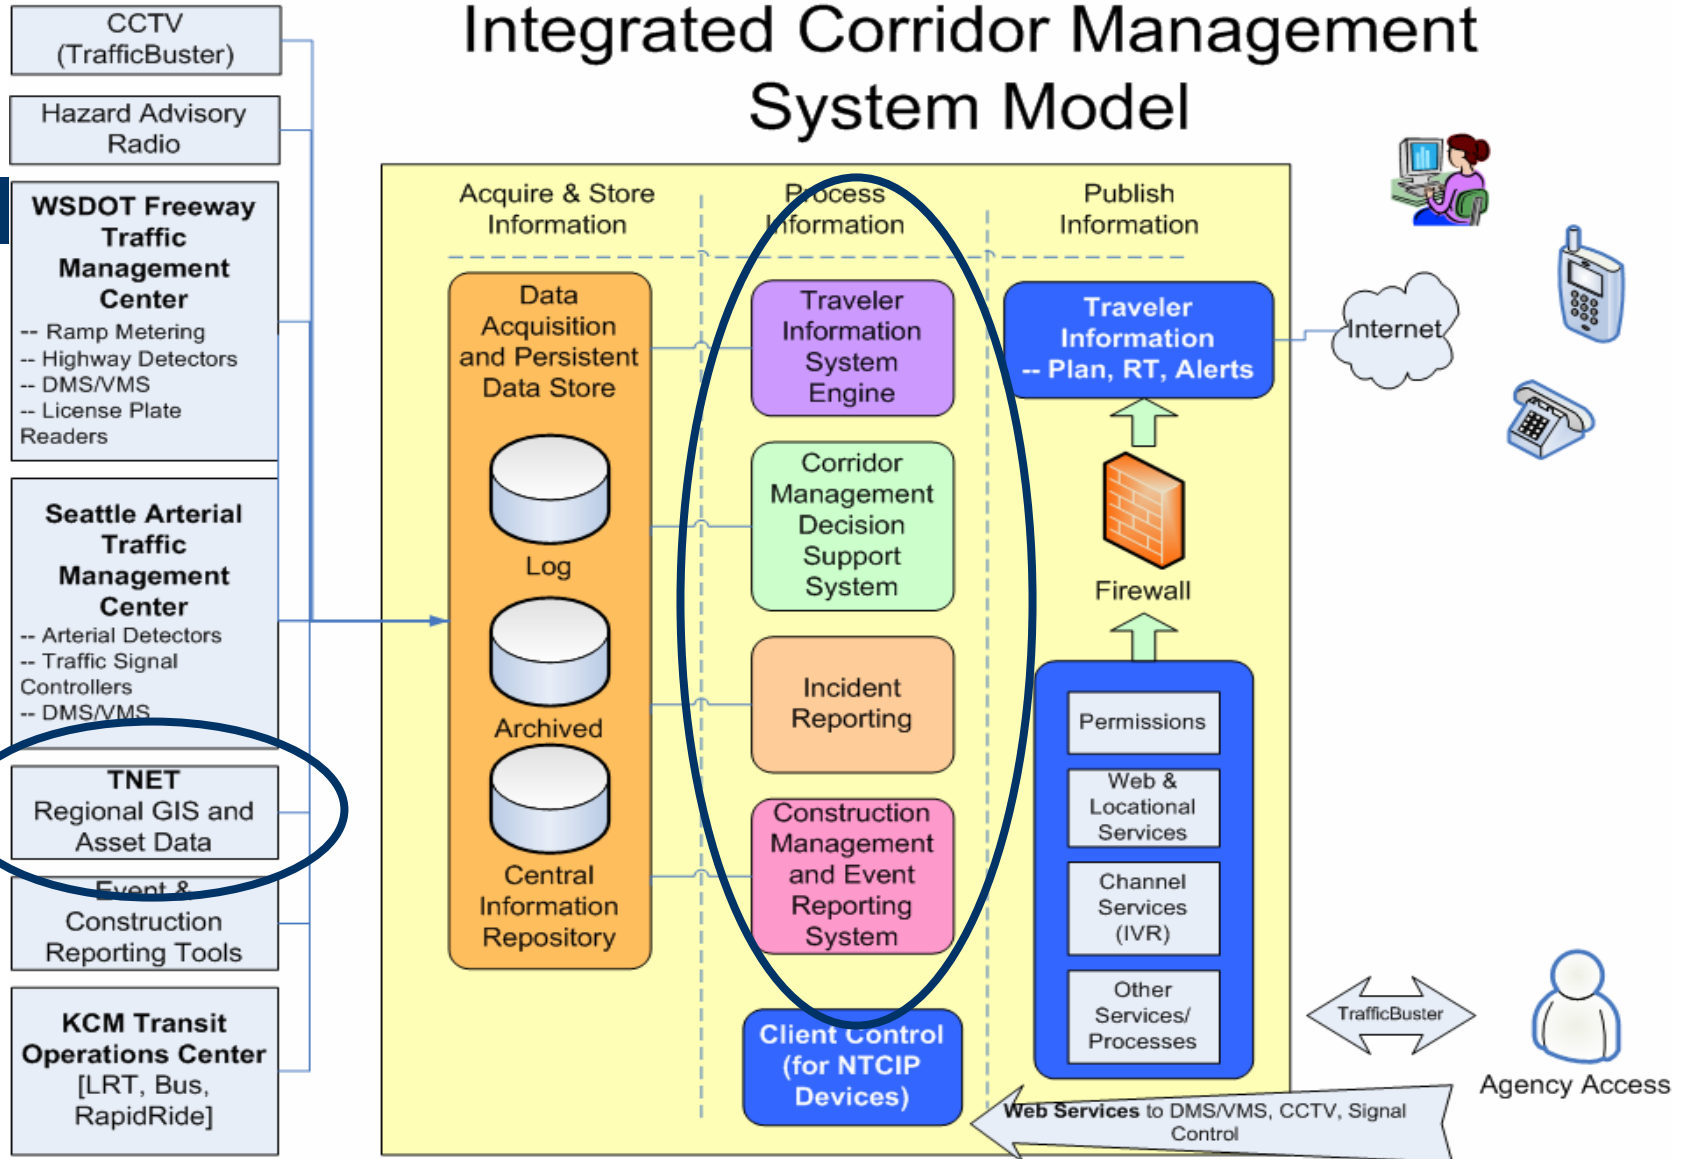 Integrated Corridor Management
System Model
CCTV
(TrafficBuster)
Hazard Advisory
Radio
WSDOT Freeway
Traffic
Management
Center
-- Ramp Metering
-- Highway Detectors
-- DMS/VMS
-- License Plate
Readers
Seattle Arterial
Traffic
Management
Center
-- Arterial Detectors
-- Traffic Signal
Controllers
-- DMS/VMS
TNET
Regional GIS and
Asset Data
Event &
Construction
Reporting Tools
KCM Transit
Operations Center
[LRT, Bus,
RapidRide]
Acquire & Store
Information
Data
Acquisition
and Persistent
Data Store
Log
Archived
Central
Information
Repository
Process
Information
Traveler
Information
System
Engine
Corridor
Management
Decision
Support
System
Incident
Reporting
Construction
Management
and Event
Reporting
System
Client Control
(for NTCIP
Devices)
Publish
Information
Traveler
Information
-- Plan, RT, Alerts
Firewall
Permissions
Web &
Locational
Services
Channel
Services
(IVR)
Other
Services/
Processes
Internet
TrafficBuster
Agency Access
Web Services to DMS/VMS, CCTV, Signal
Control